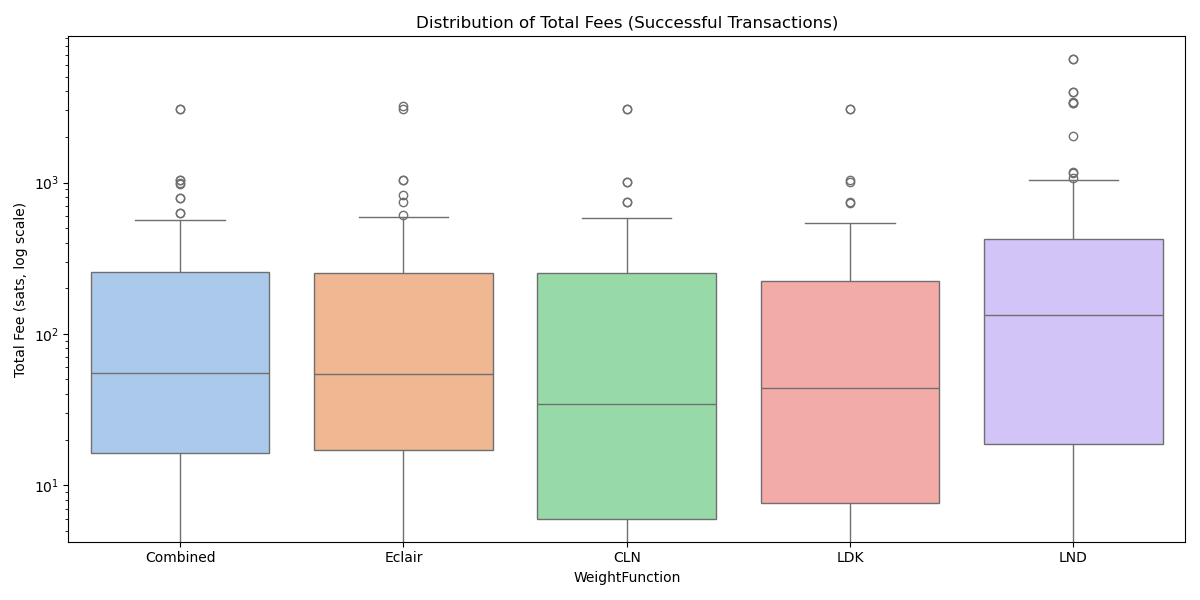 Distribution of Total Fees (Successful Transactions)
Total Fee (sats, log scale)
10³
10²
10¹
Combined Eclair CLN LDK LND
WeightFunction